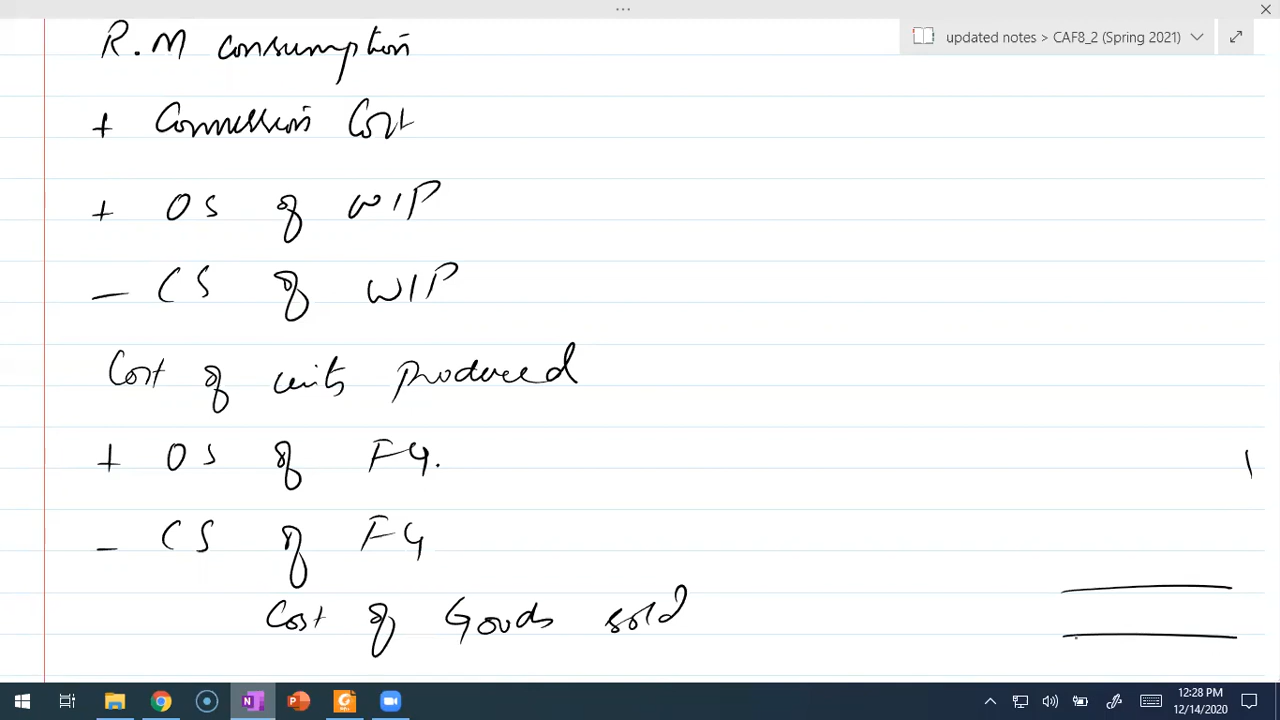 ...
updated notes > CAF8_2 (Spring 2021)
R.M consumption
+ Conversion Cost
+ OS of WIP
- CS of WIP
Cost of units produced
+ OS of FG.
- CS of FG
Cost of Goods sold
12:28 PM
12/14/2020